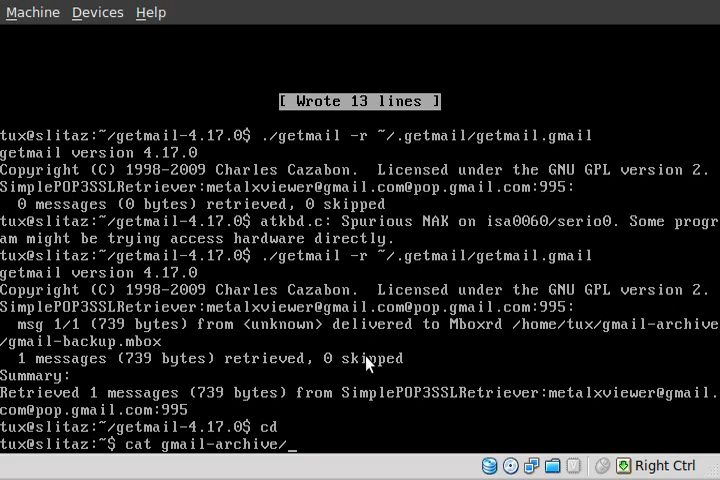 Machine Devices Help
[ Wrote 13 lines ]
tux@slitaz:~/getmail-4.17.0$ ./getmail -r ~/.getmail/getmail.gmail
getmail version 4.17.0
Copyright (C) 1998-2009 Charles Cazabon.  Licensed under the GNU GPL version 2.
SimplePOP3SSLRetriever:metalxviewer@gmail.com@pop.gmail.com:995:
  0 messages (0 bytes) retrieved, 0 skipped
tux@slitaz:~/getmail-4.17.0$ atkbd.c: Spurious NAK on isa0060/serio0. Some progr
am might be trying access hardware directly.
tux@slitaz:~/getmail-4.17.0$ ./getmail -r ~/.getmail/getmail.gmail
getmail version 4.17.0
Copyright (C) 1998-2009 Charles Cazabon.  Licensed under the GNU GPL version 2.
SimplePOP3SSLRetriever:metalxviewer@gmail.com@pop.gmail.com:995:
  msg 1/1 (739 bytes) from <unknown> delivered to Mboxrd /home/tux/gmail-archive
/gmail-backup.mbox
  1 messages (739 bytes) retrieved, 0 skipped
Summary:
Retrieved 1 messages (739 bytes) from SimplePOP3SSLRetriever:metalxviewer@gmail.
com@pop.gmail.com:995
tux@slitaz:~/getmail-4.17.0$ cd
tux@slitaz:~$ cat gmail-archive/_
Right Ctrl